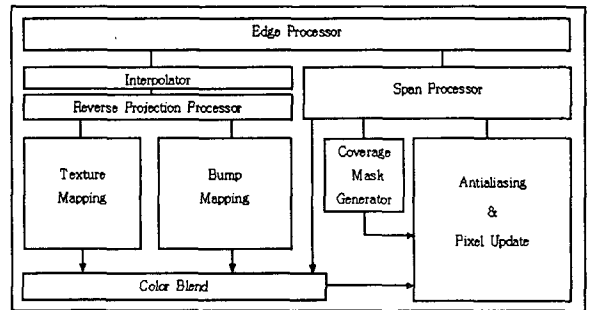 Edge Processor
Interpolator
Reverse Projection Processor
Span Processor
Texture
Mapping
Bump
Mapping
Coverage
Mask
Generator
Antialiasing
&
Pixel Update
Color Blend